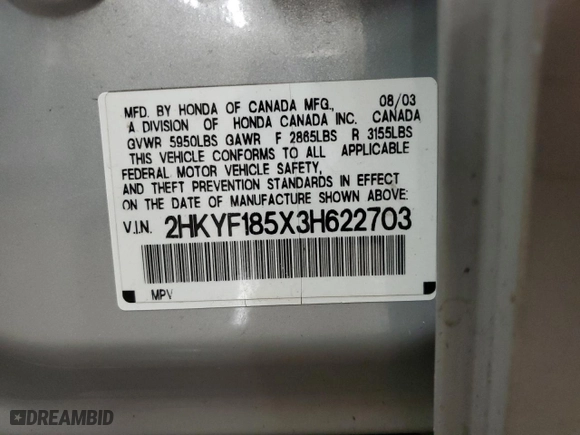 MFD. BY HONDA OF CANADA MFG., 08/03
A DIVISION OF HONDA CANADA INC. CANADA
GVWR 5950LBS GAWR F 2865LBS R 3155LBS
THIS VEHICLE CONFORMS TO ALL APPLICABLE
FEDERAL MOTOR VEHICLE SAFETY,
AND THEFT PREVENTION STANDARDS IN EFFECT
ON THE DATE OF MANUFACTURE SHOWN ABOVE:
V.I.N. 2HKYF185X3H622703
MPV
DREAMBID